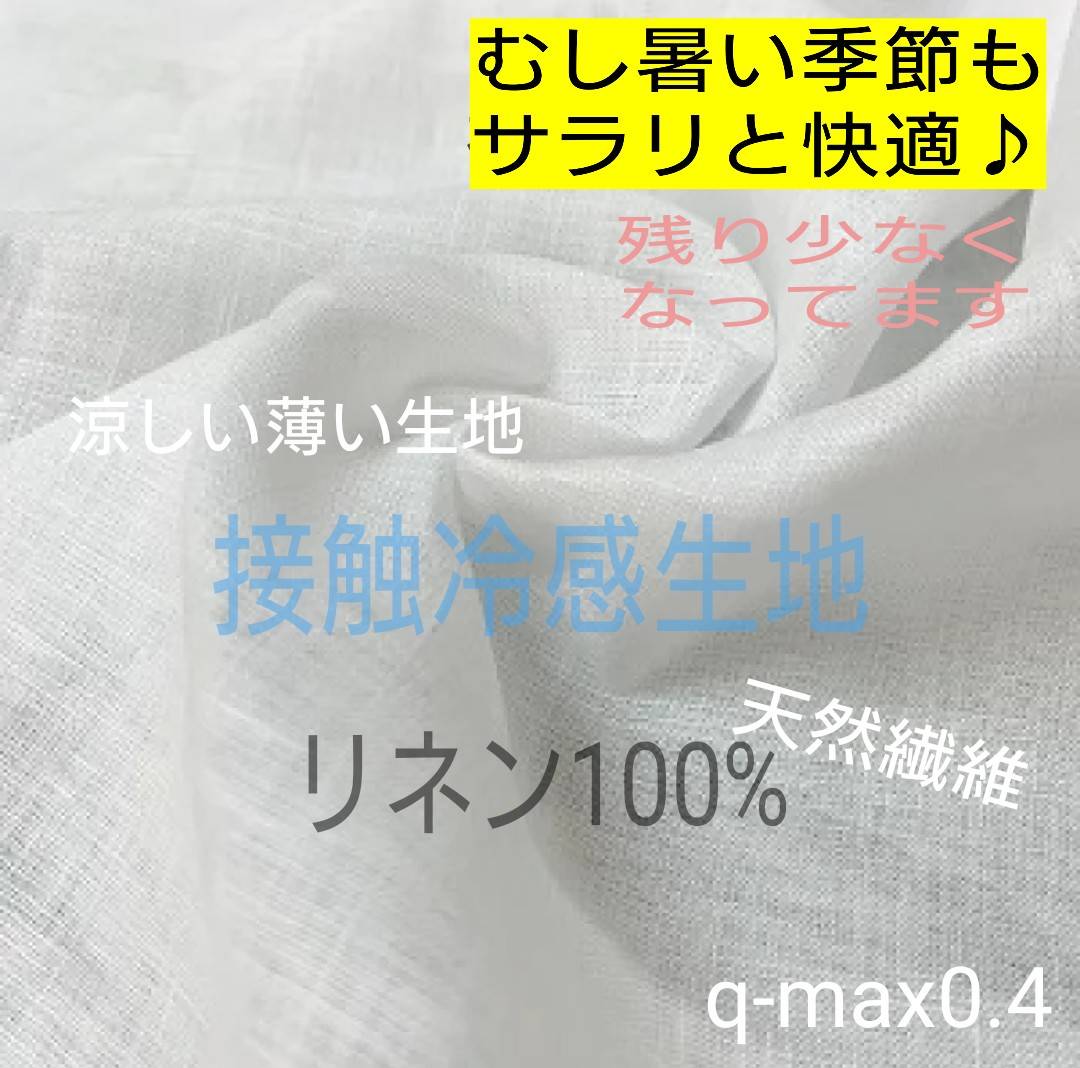 むし暑い季節も
サラリと快適♪
残り少なく
なってます
涼しい薄い生地
接触冷感生地
天然繊維
リネン100%
q-max0.4